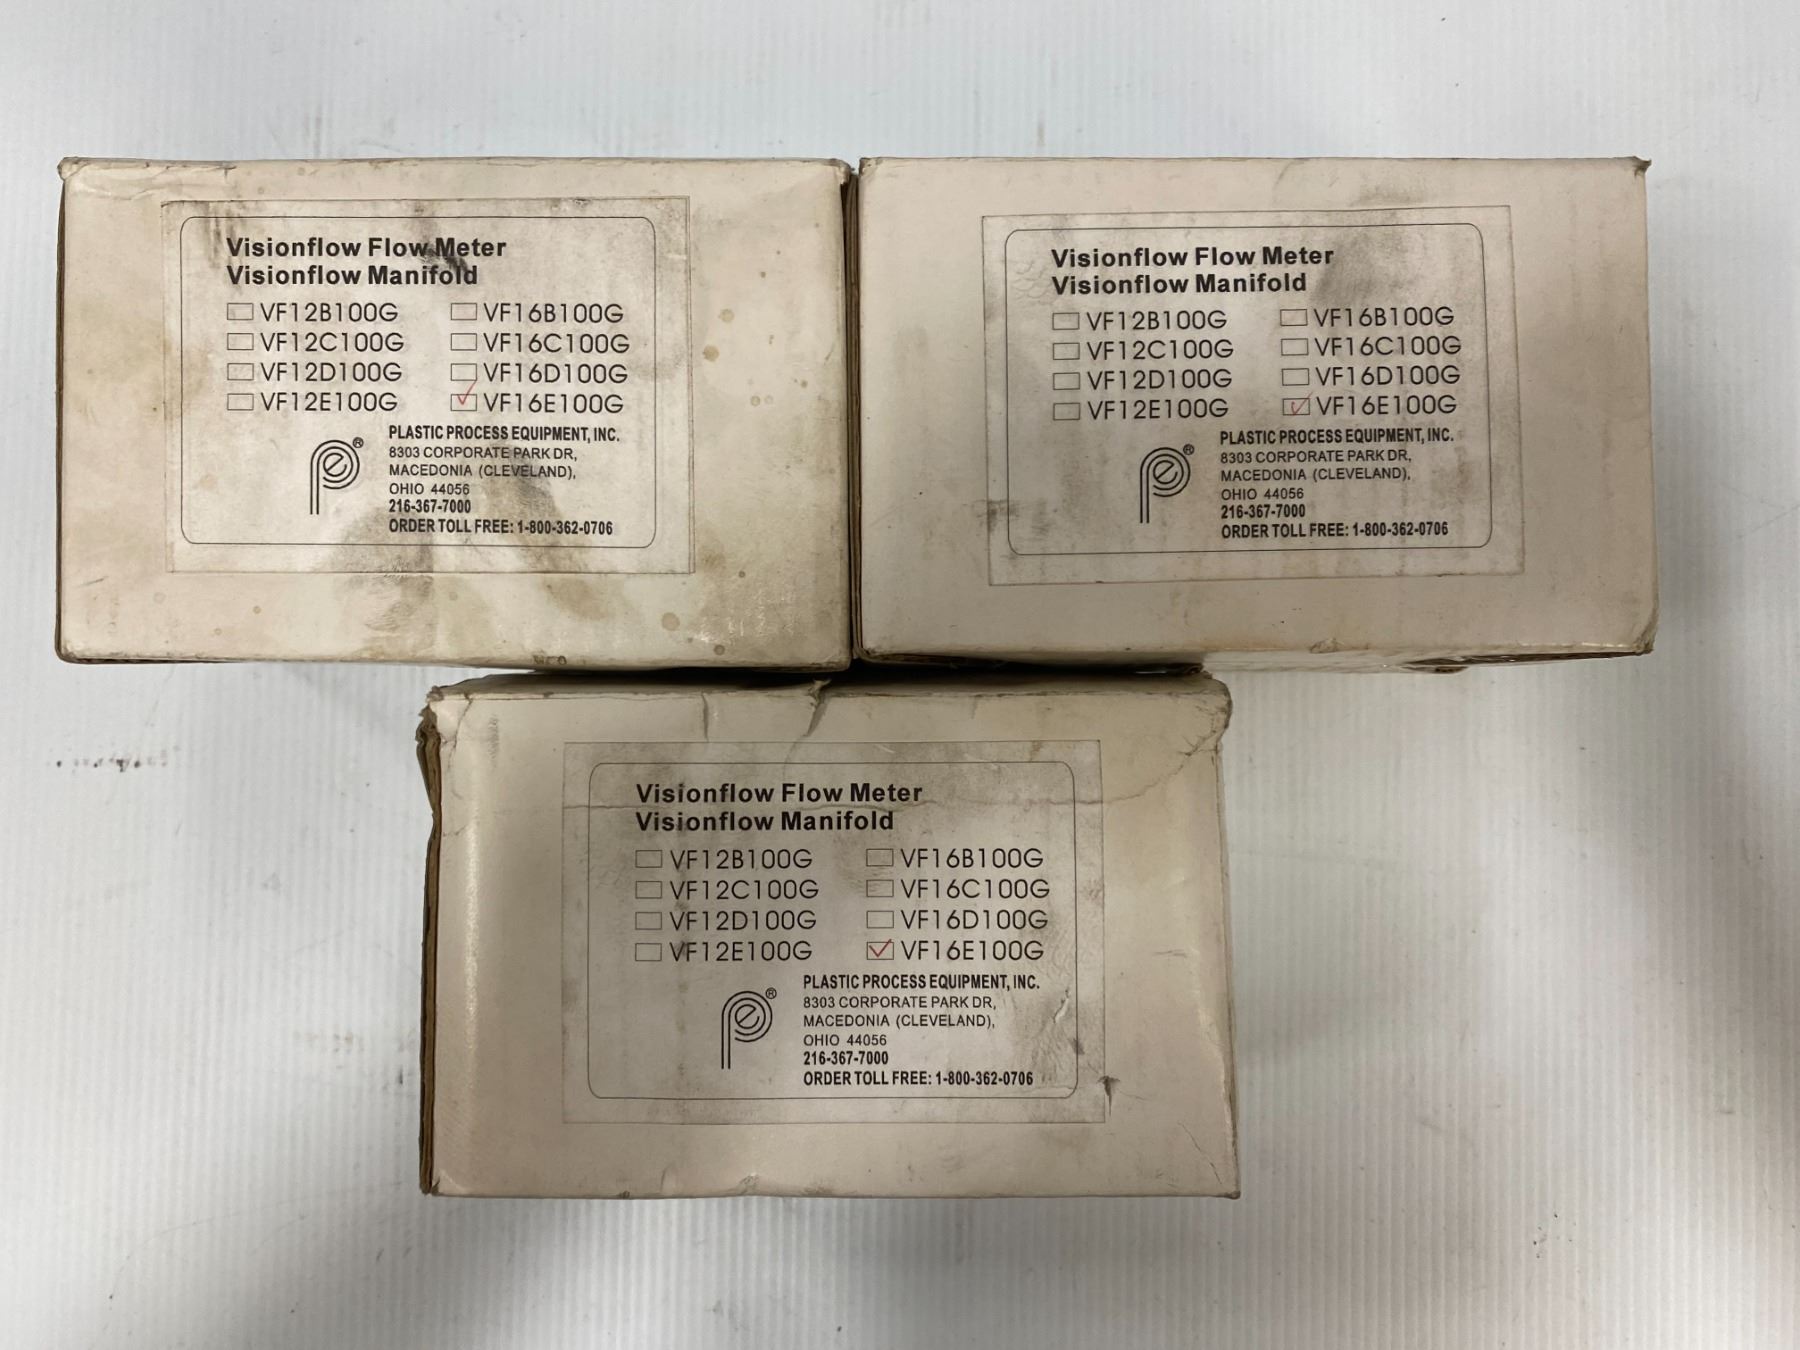 Visionflow Flow Meter
Visionflow Manifold
VF12B100G VF16B100G
VF12C100G VF16C100G
VF12D100G VF16D100G
VF12E100G VF16E100G
pe®
PLASTIC PROCESS EQUIPMENT, INC.
8303 CORPORATE PARK DR,
MACEDONIA (CLEVELAND),
OHIO 44056
216-367-7000
ORDER TOLL FREE: 1-800-362-0706
Visionflow Flow Meter
Visionflow Manifold
VF12B100G VF16B100G
VF12C100G VF16C100G
VF12D100G VF16D100G
VF12E100G VF16E100G
pe®
PLASTIC PROCESS EQUIPMENT, INC.
8303 CORPORATE PARK DR,
MACEDONIA (CLEVELAND),
OHIO 44056
216-367-7000
ORDER TOLL FREE: 1-800-362-0706
Visionflow Flow Meter
Visionflow Manifold
VF12B100G VF16B100G
VF12C100G VF16C100G
VF12D100G VF16D100G
VF12E100G VF16E100G
pe®
PLASTIC PROCESS EQUIPMENT, INC.
8303 CORPORATE PARK DR,
MACEDONIA (CLEVELAND),
OHIO 44056
216-367-7000
ORDER TOLL FREE: 1-800-362-0706